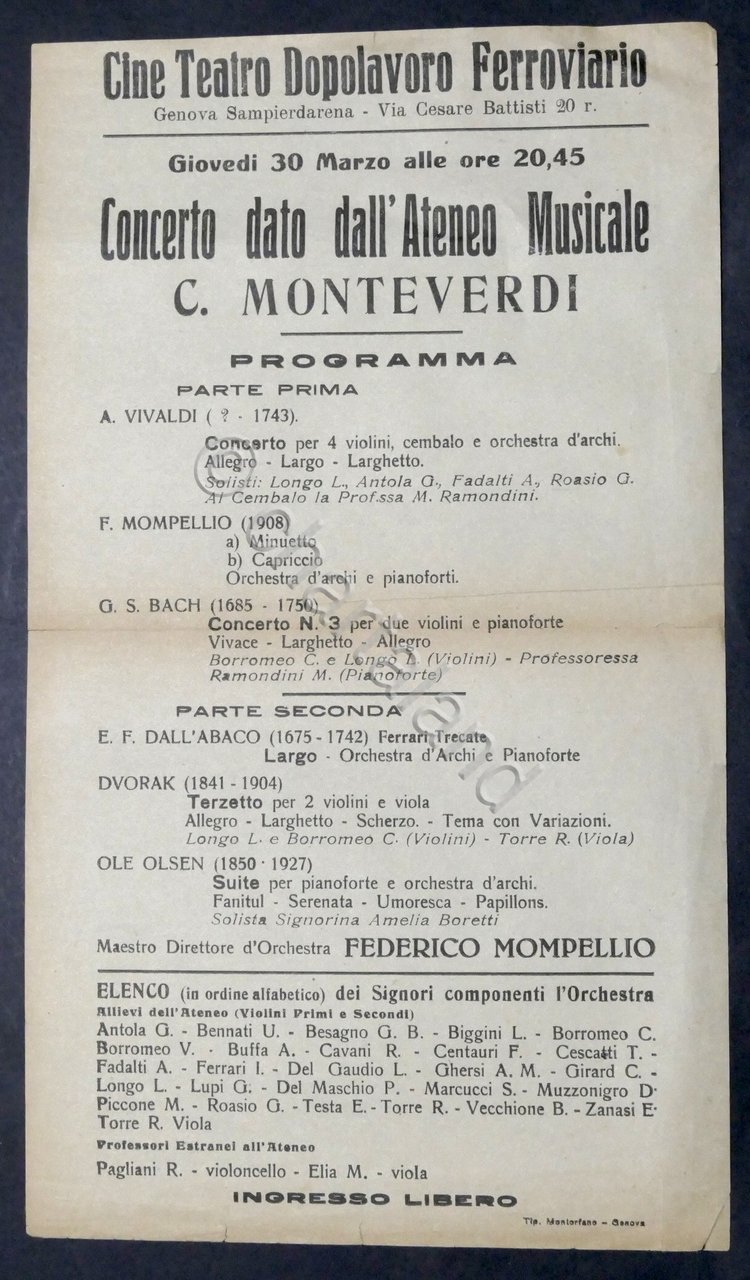 Cine Teatro Dopolavoro Ferroviario
Genova Sampierdarena - Via Cesare Battisti 20 r.
Giovedi 30 Marzo alle ore 20,45
Concerto dato dall'Ateneo Musicale
C. MONTEVERDI
PROGRAMMA
PARTE PRIMA
A. VIVALDI ( ? - 1743).
Concerto per 4 violini, cembalo e orchestra d'archi.
Allegro - Largo - Larghetto.
Solisti: Longo L., Antola G., Fadalti A., Roasio G.
Al Cembalo la Prof.ssa M. Ramondini.
F. MOMPELLIO (1908)
a) Minuetto
b) Capriccio
Orchestra d'archi e pianoforti.
G. S. BACH (1685 - 1750)
Concerto N. 3 per due violini e pianoforte
Vivace - Larghetto - Allegro
Borromeo C. e Longo L. (Violini) - Professoressa
Ramondini M. (Pianoforte)
PARTE SECONDA
E. F. DALL'ABACO (1675 - 1742) Ferrari Trecate
Largo - Orchestra d'Archi e Pianoforte
DVORAK (1841 - 1904)
Terzetto per 2 violini e viola
Allegro - Larghetto - Scherzo. - Tema con Variazioni.
Longo L. e Borromeo C. (Violini) - Torre R. (Viola)
OLE OLSEN (1850 - 1927)
Suite per pianoforte e orchestra d'archi.
Fanitul - Serenata - Umoresca - Papillons.
Solista Signorina Amelia Boretti
Maestro Direttore d'Orchestra FEDERICO MOMPELLIO
ELENCO (in ordine alfabetico) dei Signori componenti l'Orchestra
Allievi dell'Ateneo (Violini Primi e Secondi)
Antola G. - Bennati U. - Besagno G. B. - Biggini L. - Borromeo C.
Borromeo V. - Buffa A. - Cavani R. - Centauri F. - Cescatti T. -
Fadalti A. - Ferrari I. - Del Gaudio L. - Ghersi A. M. - Girard C. -
Longo L. - Lupi G. - Del Maschio P. - Marcucci S. - Muzzonigro D.
Piccone M. - Roasio G. - Testa E. - Torre R. - Vecchione B. - Zanasi E.
Torre R. Viola
Professori Estranei all'Ateneo
Pagliani R. - violoncello - Elia M. - viola
INGRESSO LIBERO
Tip. Montorfano - Genova
© chartaland